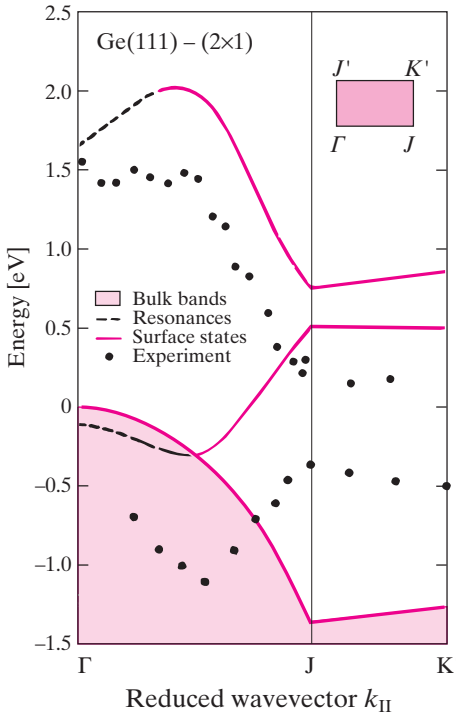 Ge(111) – (2×1)
J' K'
Γ J
2.5
2.0
1.5
1.0
0.5
0
−0.5
−1.0
−1.5
Energy [eV]
Bulk bands
Resonances
Surface states
Experiment
Γ J K
Reduced wavevector k_II